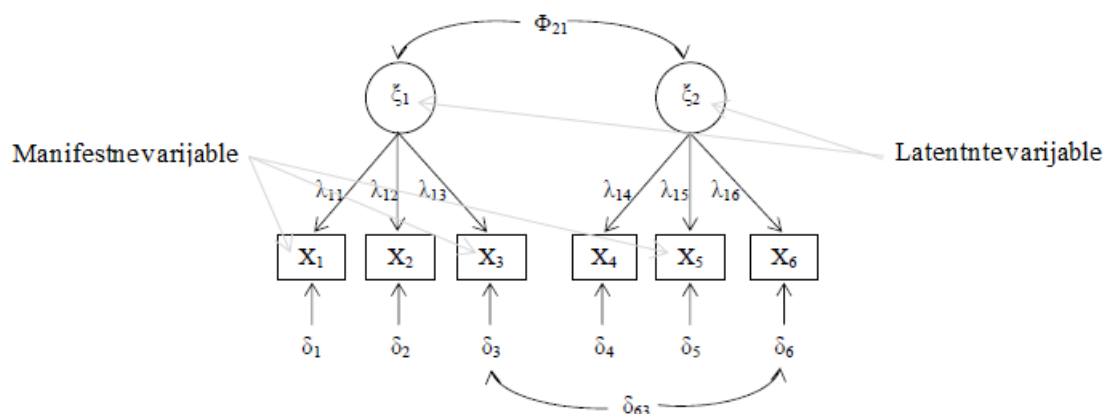 Φ21
ξ1 ξ2
Manifestnevarijable Latentntevarijable
λ11 λ12 λ13 λ14 λ15 λ16
X1 X2 X3 X4 X5 X6
δ1 δ2 δ3 δ4 δ5 δ6
δ63